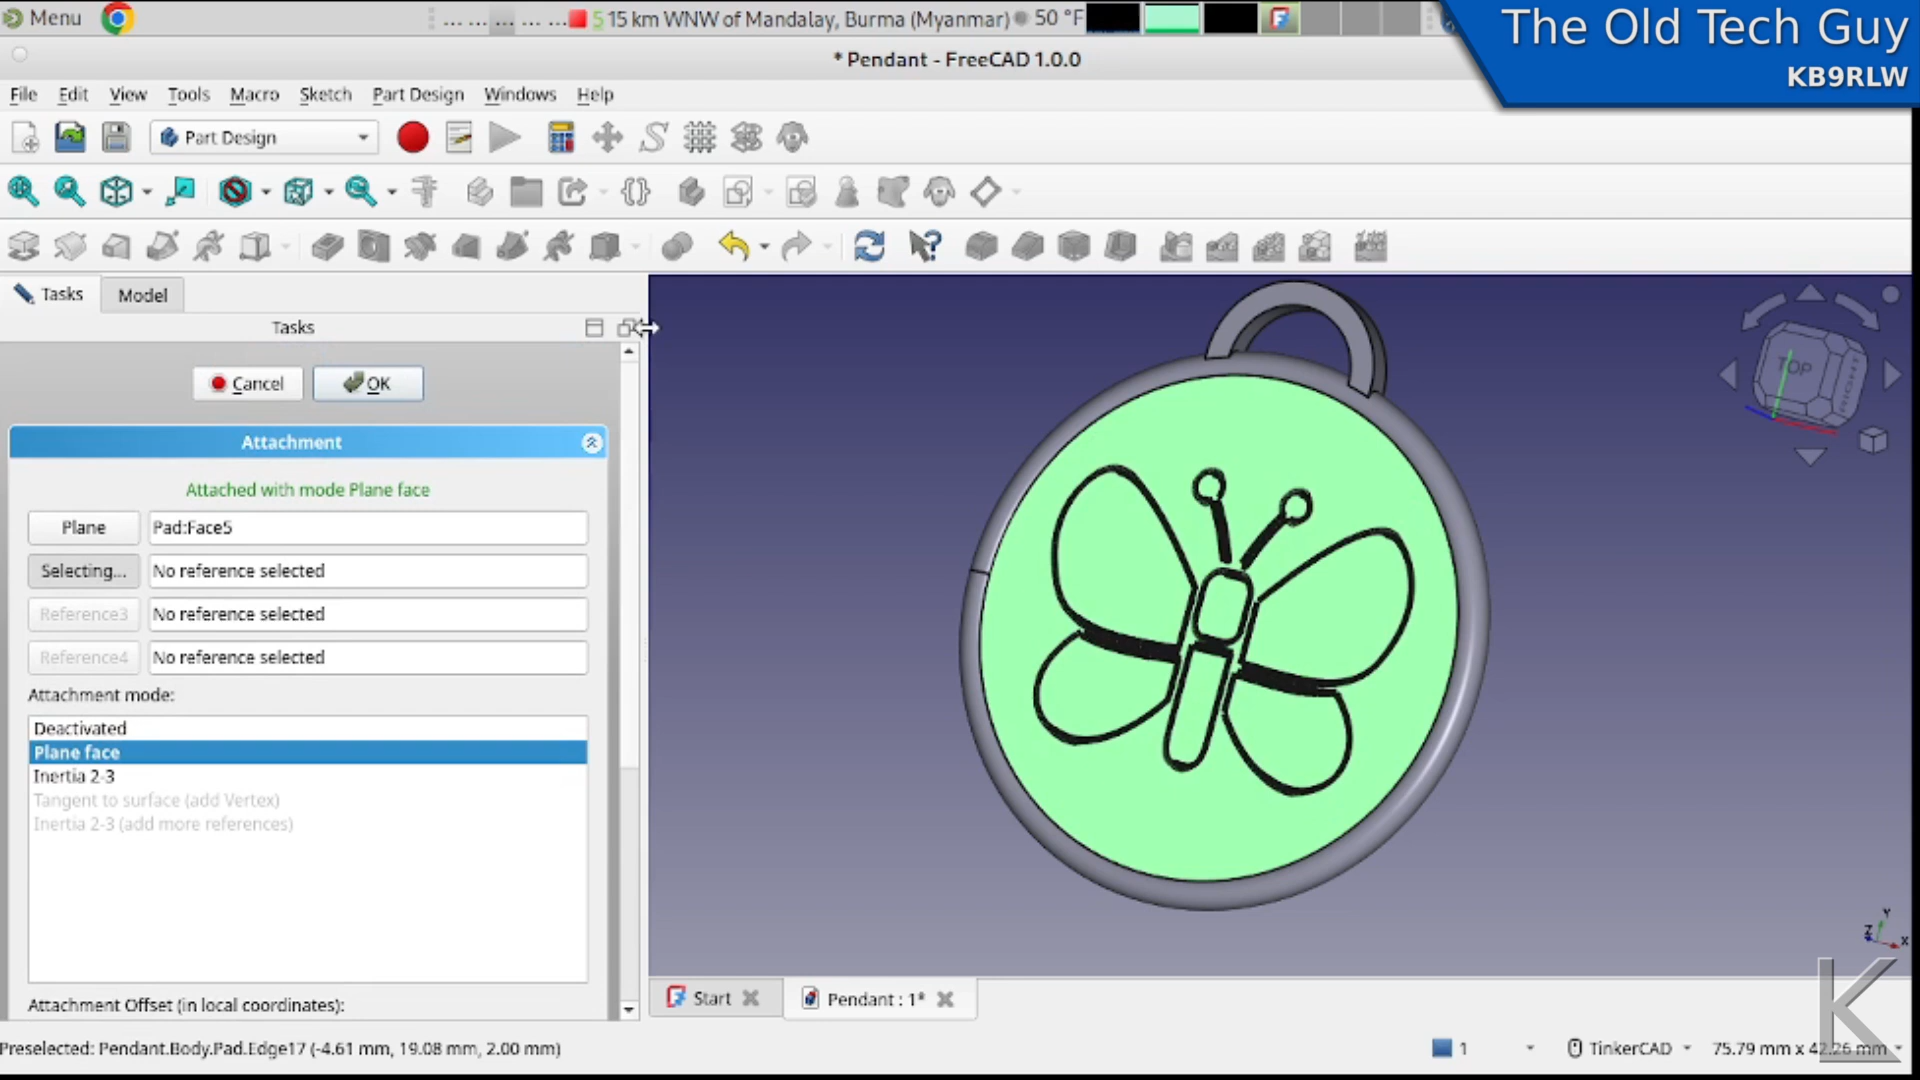 Menu
... ... ... ... ... 5 15 km WNW of Mandalay, Burma (Myanmar) 50 °F
The Old Tech Guy
KB9RLW
* Pendant - FreeCAD 1.0.0
File Edit View Tools Macro Sketch Part Design Windows Help
Part Design
Tasks Model
Tasks
Cancel OK
Attachment
Attached with mode Plane face
Plane Pad:Face5
Selecting... No reference selected
Reference3 No reference selected
Reference4 No reference selected
Attachment mode:
Deactivated
Plane face
Inertia 2-3
Tangent to surface (add Vertex)
Inertia 2-3 (add more references)
Attachment Offset (in local coordinates):
TOP
Y
Z X
Start Pendant : 1*
K
Preselected: Pendant.Body.Pad.Edge17 (-4.61 mm, 19.08 mm, 2.00 mm)
1 TinkerCAD 75.79 mm x 42.26 mm